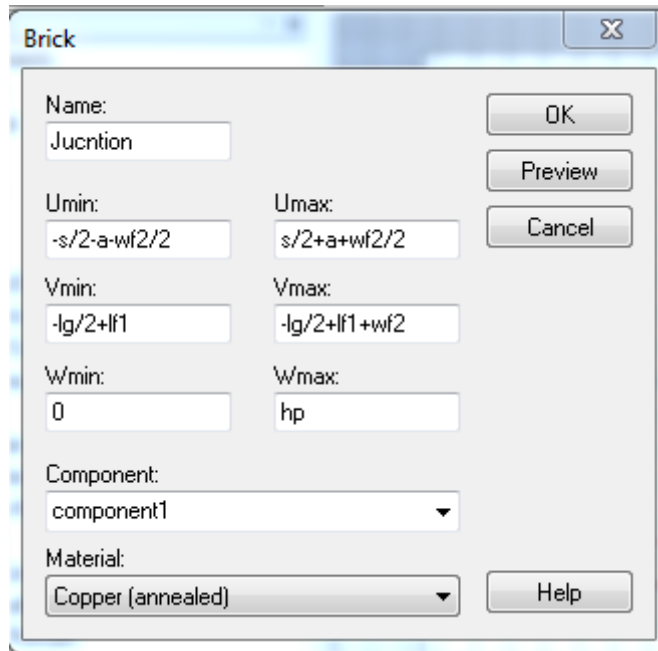 Brick
Name:
OK
Jucntion
Preview
Umin:
Umax:
Cancel
-s/2-a-wf2/2
s/2+a+wf2/2
Vmin:
Vmax:
-lg/2+lf1
-lg/2+lf1+wf2
Wmin:
Wmax:
0
hp
Component:
component1
Material:
Copper (annealed)
Help